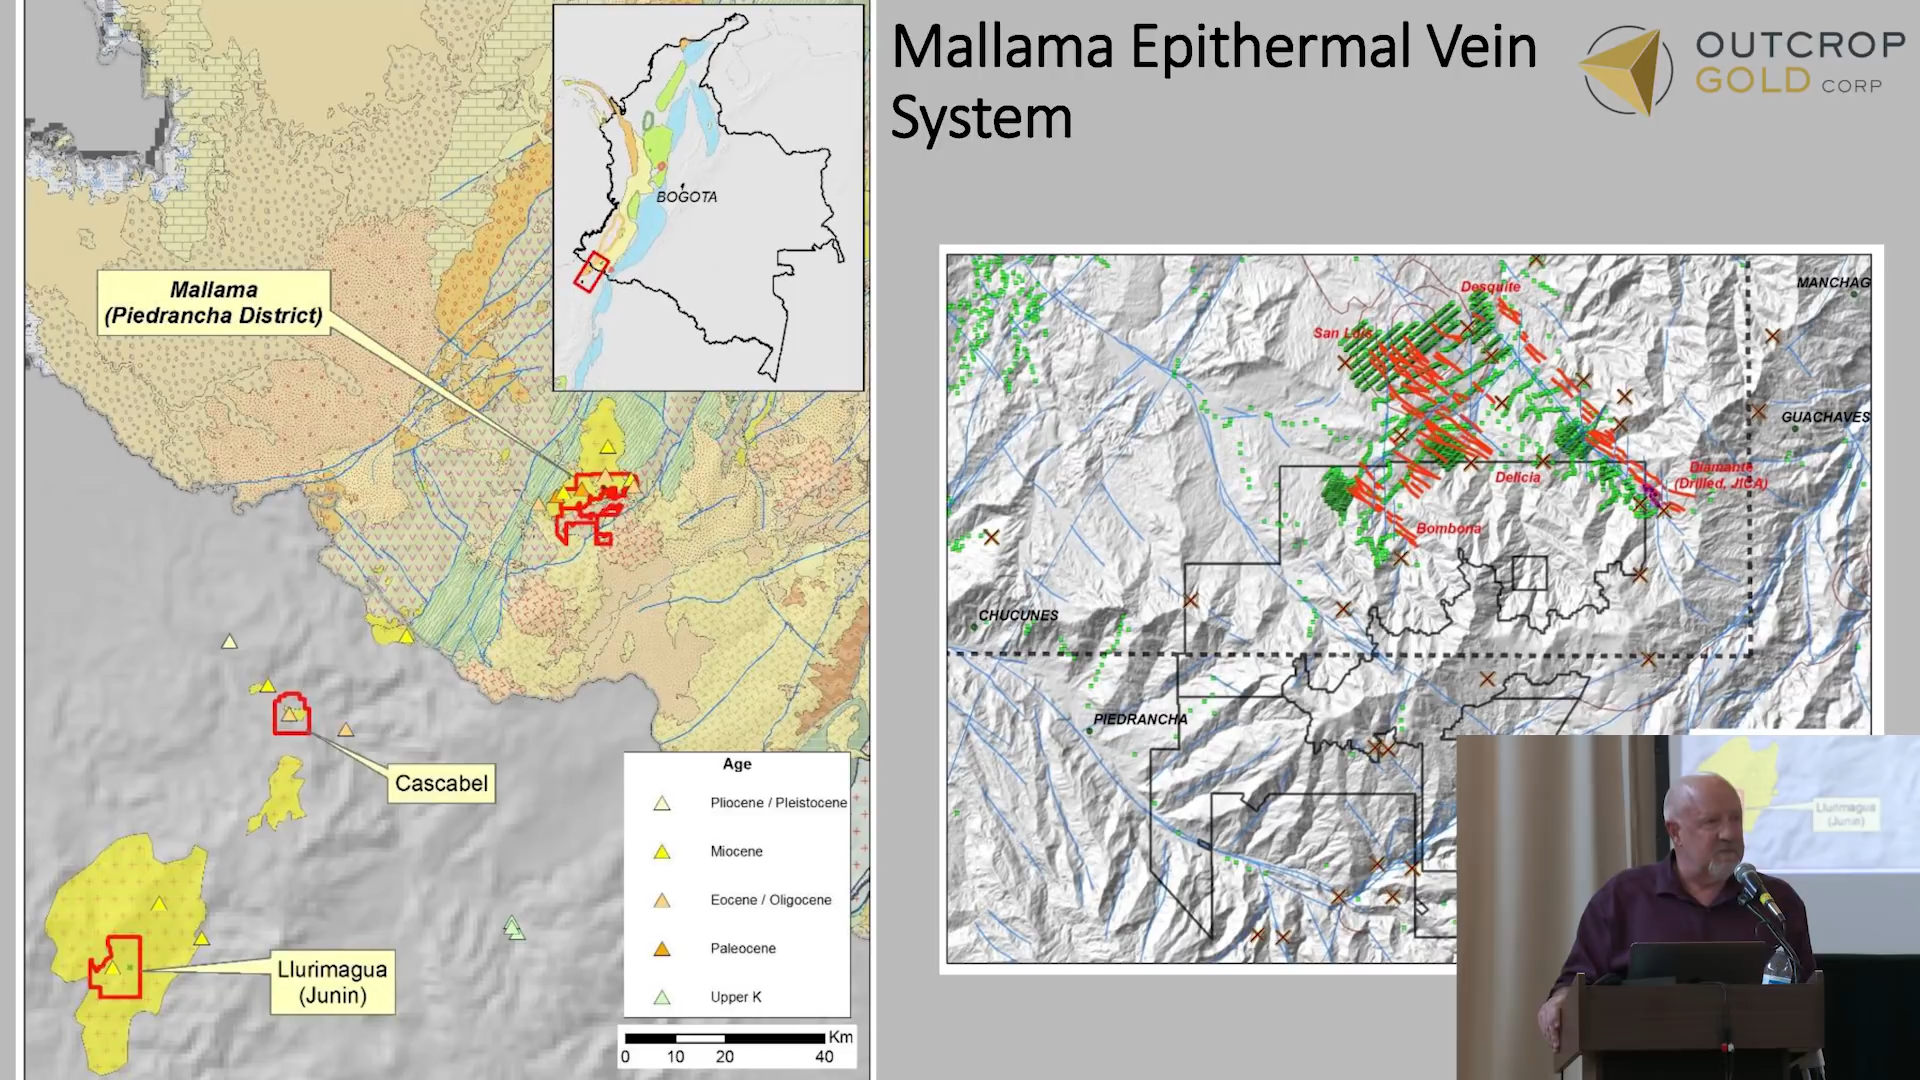 Mallama Epithermal Vein
System
OUTCROP
GOLD CORP
BOGOTA
Mallama
(Piedrancha District)
Cascabel
Llurimagua
(Junin)
Age
Pliocene / Pleistocene
Miocene
Eocene / Oligocene
Paleocene
Upper K
Km
0 10 20 40
MANCHAG
Desquite
San Luis
GUACHAVES
Diamante
(Drilled, JICA)
Delicia
Bombona
CHUCUNES
PIEDRANCHA
Llurimagua
(Junin)